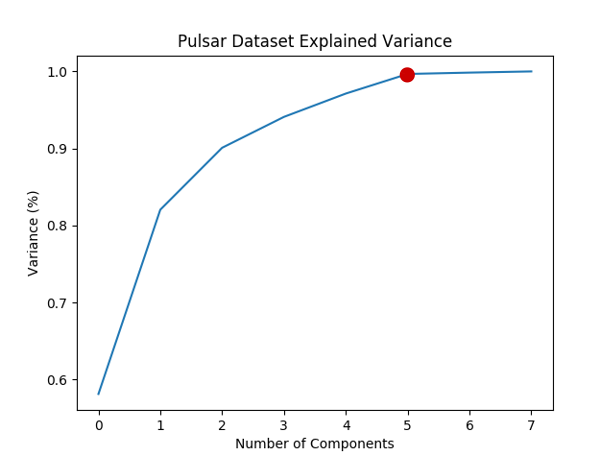 Pulsar Dataset Explained Variance
1.0
0.9
0.8
0.7
0.6
Variance (%)
0 1 2 3 4 5 6 7
Number of Components